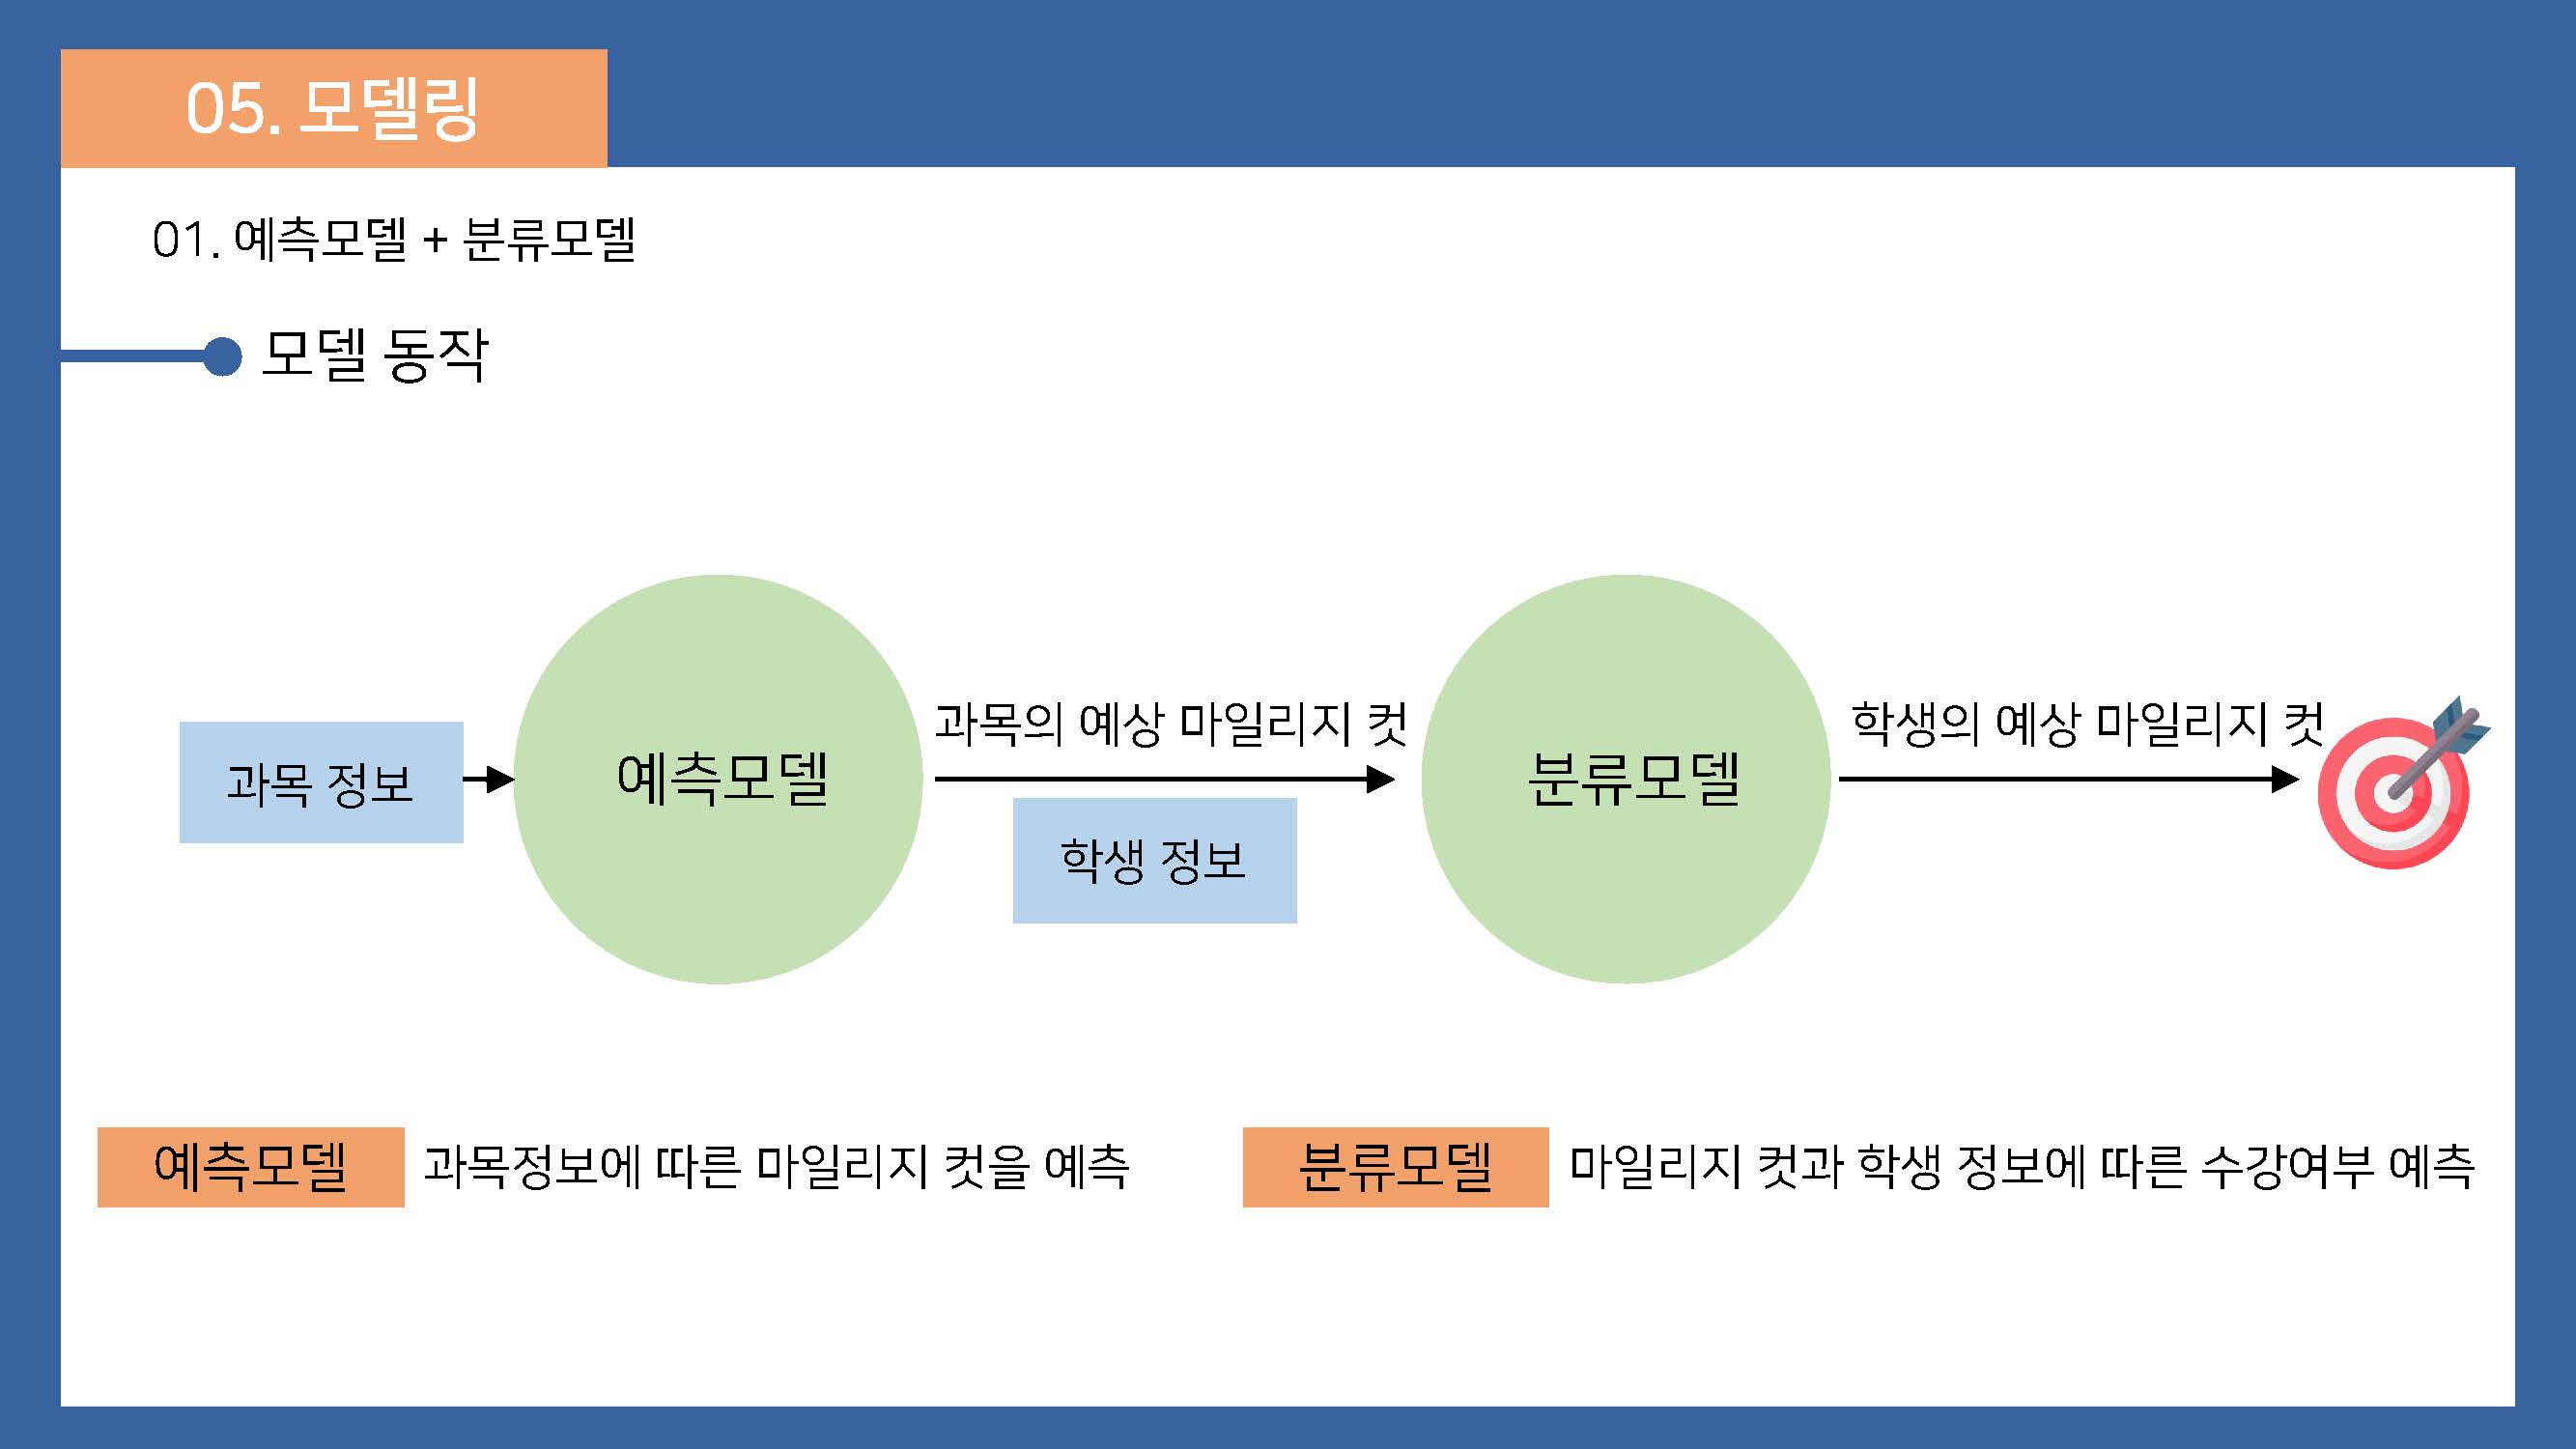 05. 모델링
01. 예측모델 + 분류모델
모델 동작
과목 정보
예측모델
과목의 예상 마일리지 컷
학생 정보
분류모델
학생의 예상 마일리지 컷
예측모델
과목정보에 따른 마일리지 컷을 예측
분류모델
마일리지 컷과 학생 정보에 따른 수강여부 예측